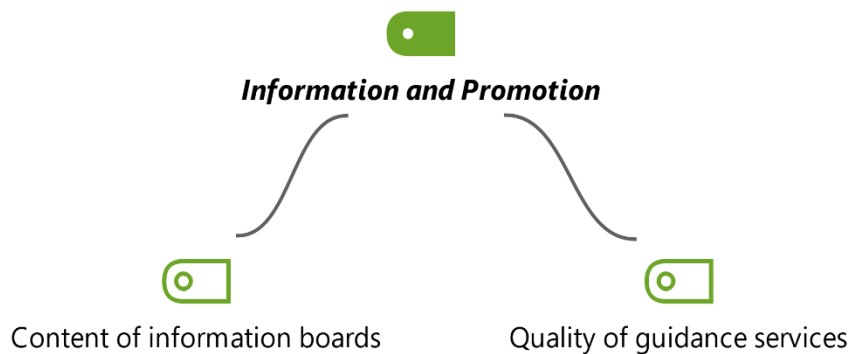 Information and Promotion
Content of information boards
Quality of guidance services